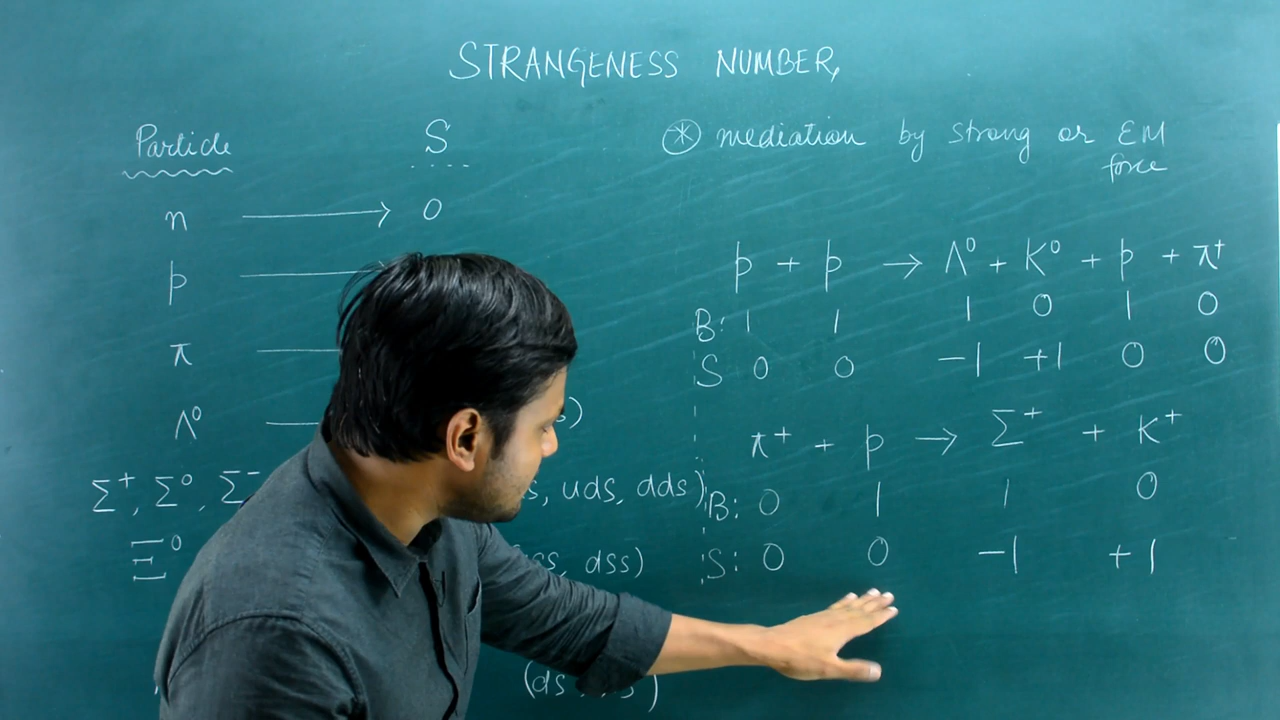 STRANGENESS NUMBER,
Particle S
n ⟶ 0
p ⟶
π —
Λ⁰ — )
Σ⁺, Σ⁰, Σ⁻ s, uds, dds)
Ξ⁰ ss, dss)
(ds
⊛ mediation by strong or EM
force
p + p → Λ⁰ + K⁰ + p + π⁺
B: 1 1 1 0 1 0
S 0 0 -1 +1 0 0
π⁺ + p → Σ⁺ + K⁺
B: 0 1 1 0
S: 0 0 -1 +1